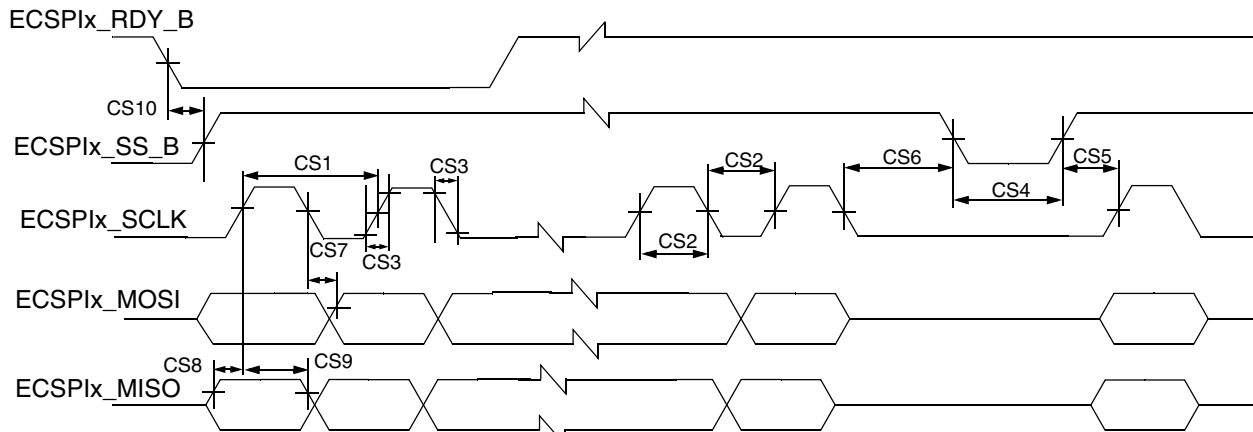 ECSPIx_RDY_B
CS10
ECSPIx_SS_B
CS1
CS3
CS2
CS6
CS5
CS4
ECSPIx_SCLK
CS7
CS3
CS2
ECSPIx_MOSI
CS8
CS9
ECSPIx_MISO